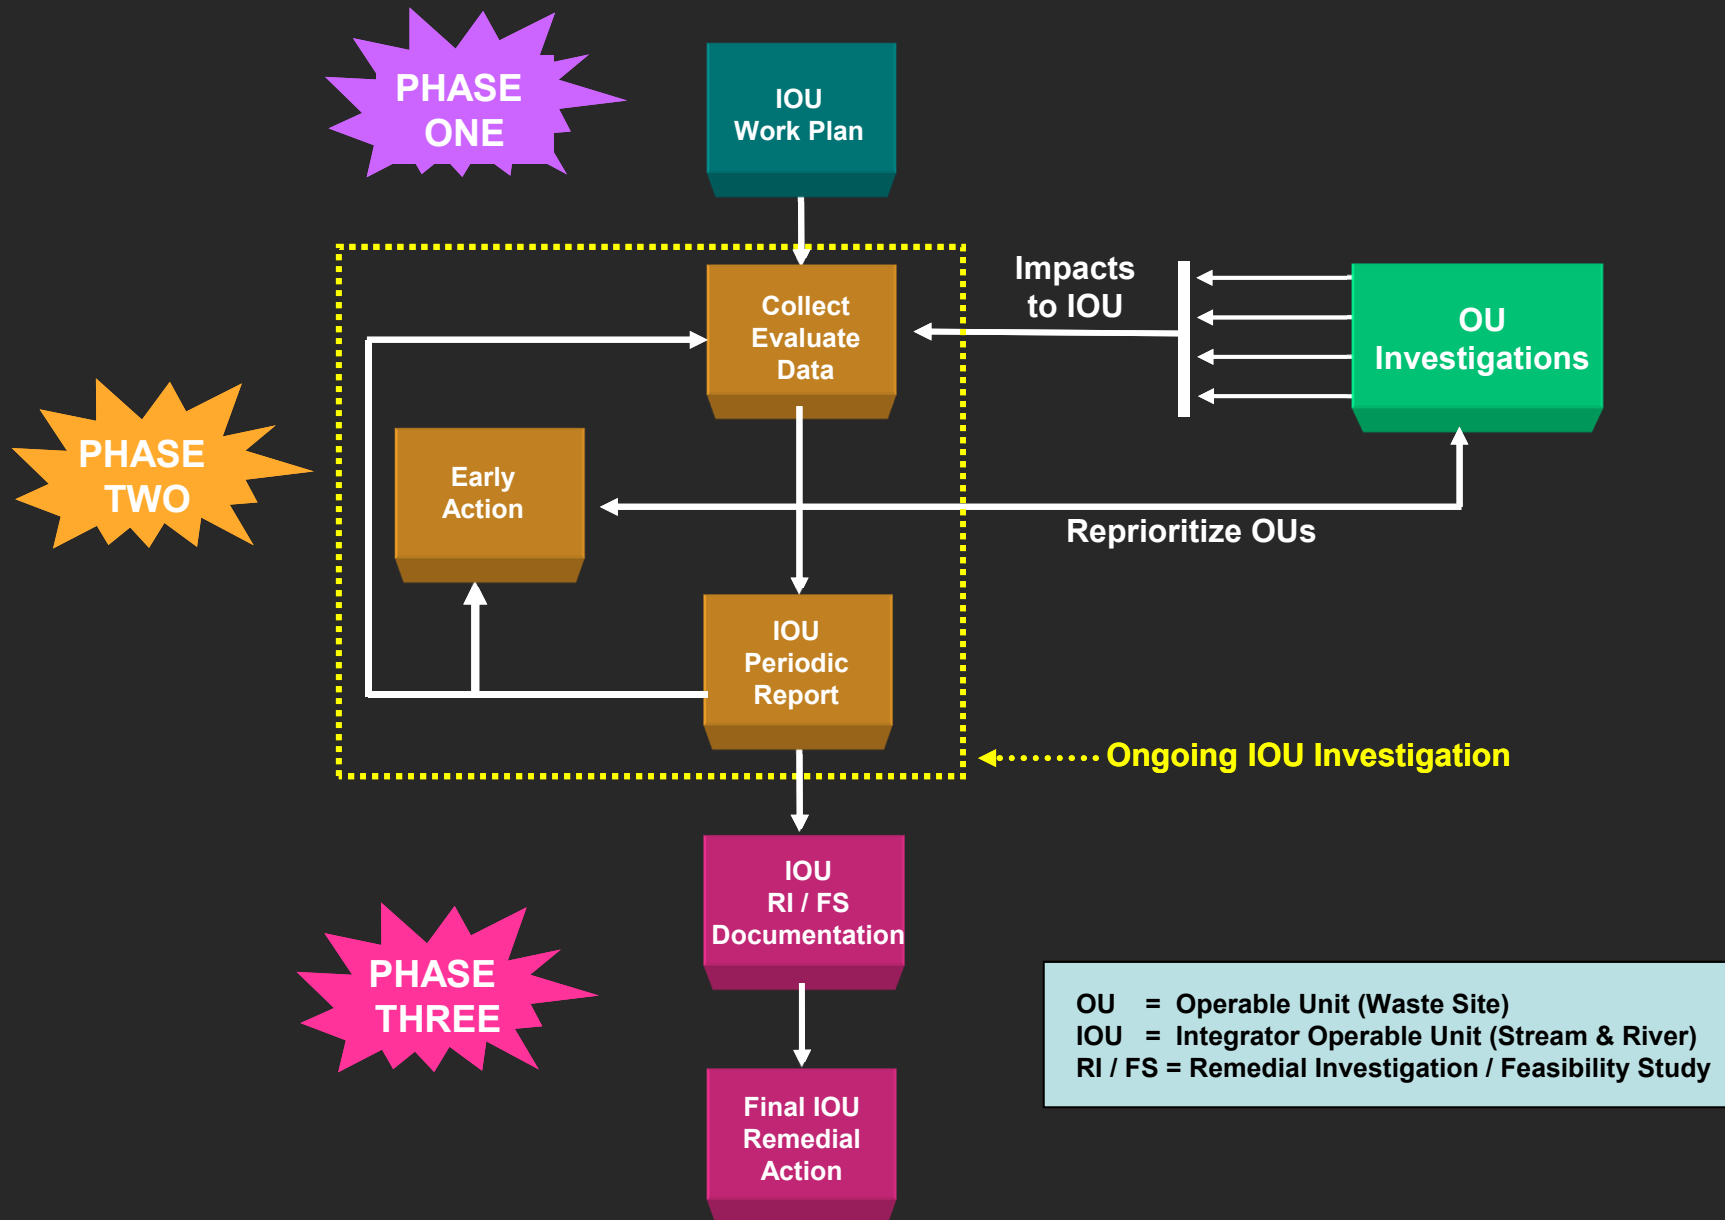 PHASE
ONE
IOU
Work Plan
Impacts
to IOU
Collect
Evaluate
Data
OU
Investigations
PHASE
TWO
Early
Action
Reprioritize OUs
IOU
Periodic
Report
Ongoing IOU Investigation
IOU
RI / FS
Documentation
PHASE
THREE
OU = Operable Unit (Waste Site)
IOU = Integrator Operable Unit (Stream & River)
RI / FS = Remedial Investigation / Feasibility Study
Final IOU
Remedial
Action